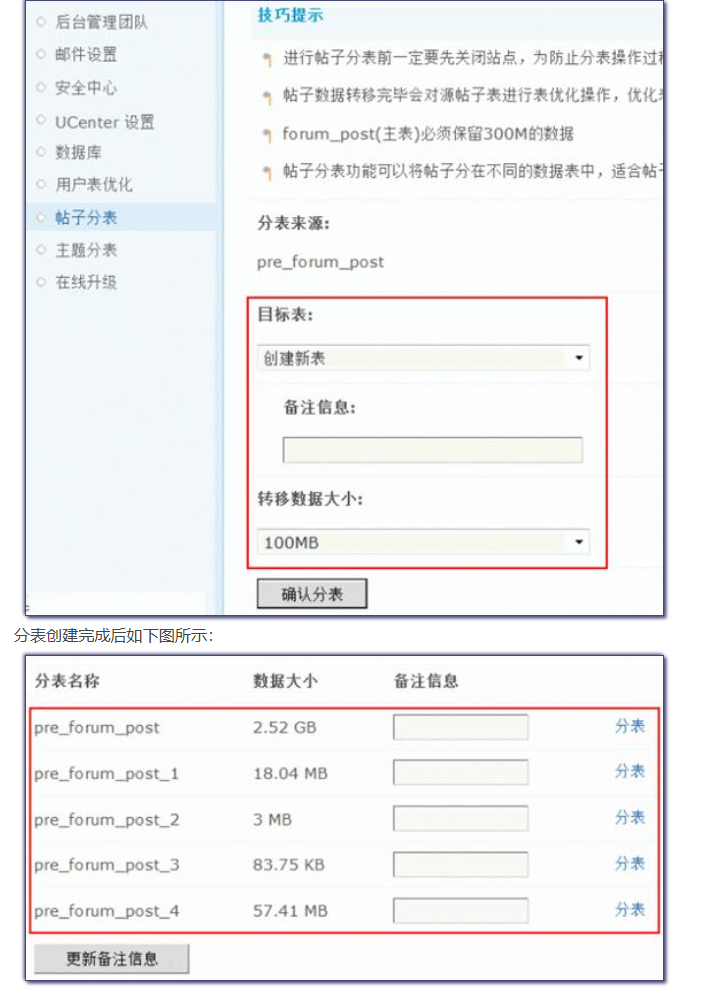 后台管理团队
邮件设置
安全中心
UCenter 设置
数据库
用户表优化
帖子分表
主题分表
在线升级
技巧提示
进行帖子分表前一定要先关闭站点，为防止分表操作过
帖子数据转移完毕会对源帖子表进行表优化操作，优化
forum_post(主表)必须保留300M的数据
帖子分表功能可以将帖子分在不同的数据表中，适合帖
分表来源:
pre_forum_post
目标表:
创建新表
备注信息:
转移数据大小:
100MB
确认分表
分表创建完成后如下图所示：
分表名称 数据大小 备注信息
pre_forum_post 2.52 GB 分表
pre_forum_post_1 18.04 MB 分表
pre_forum_post_2 3 MB 分表
pre_forum_post_3 83.75 KB 分表
pre_forum_post_4 57.41 MB 分表
更新备注信息